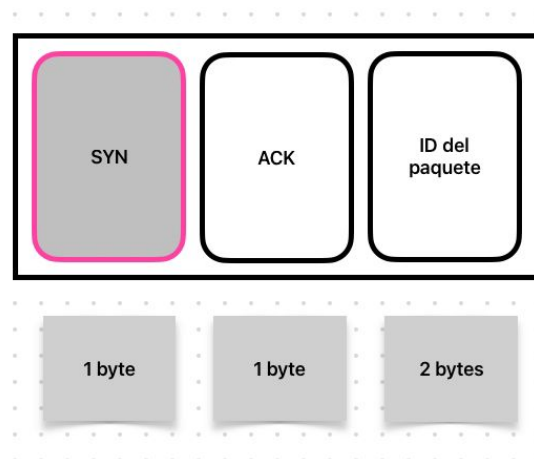 SYN
ACK
ID del
paquete
1 byte
1 byte
2 bytes